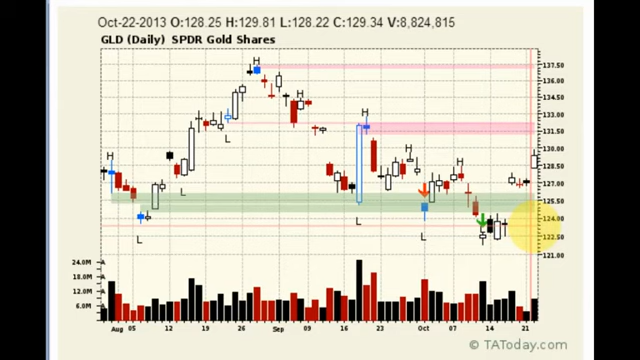 Oct-22-2013 O:128.25 H:129.81 L:128.22 C:129.34 V:8,824,815
GLD (Daily) SPDR Gold Shares
H
137.50
136.00
H
134.50
133.00
H
131.50
130.00
L
H
H
H
128.50
127.00
L
125.50
L
124.00
L
L
122.50
121.00
24.0M
A
A
18.0M
12.0M
6.0M
Aug 05 12 19 26 Sep 09 16 23 Oct 07 14 21
© TAToday.com